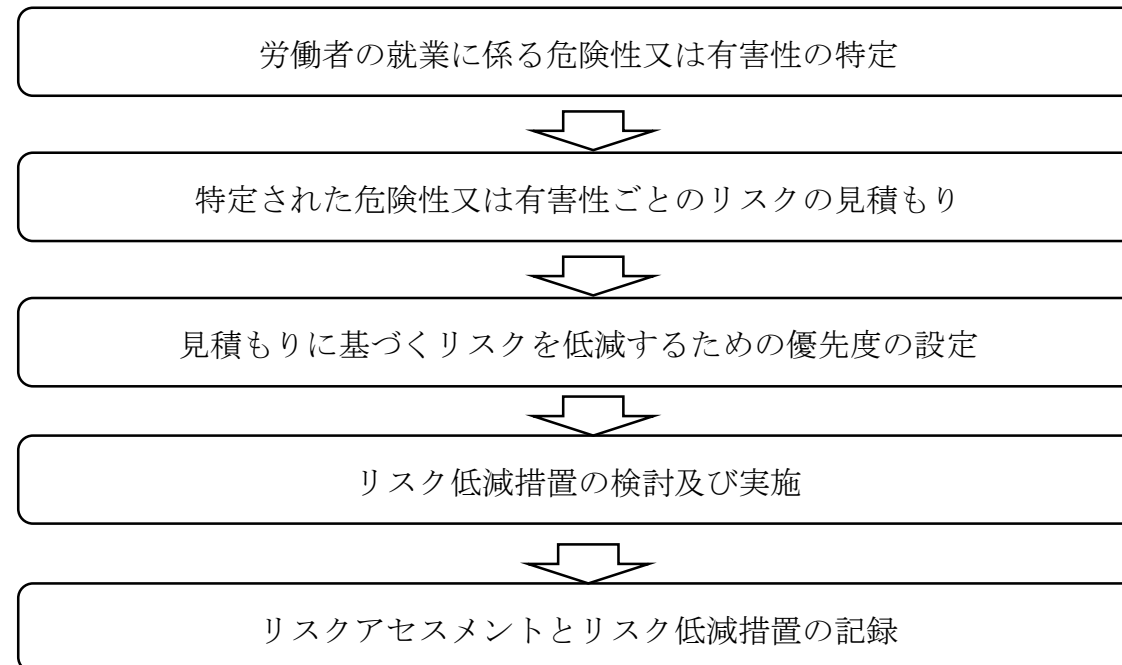 労働者の就業に係る危険性又は有害性の特定
特定された危険性又は有害性ごとのリスクの見積もり
見積もりに基づくリスクを低減するための優先度の設定
リスク低減措置の検討及び実施
リスクアセスメントとリスク低減措置の記録